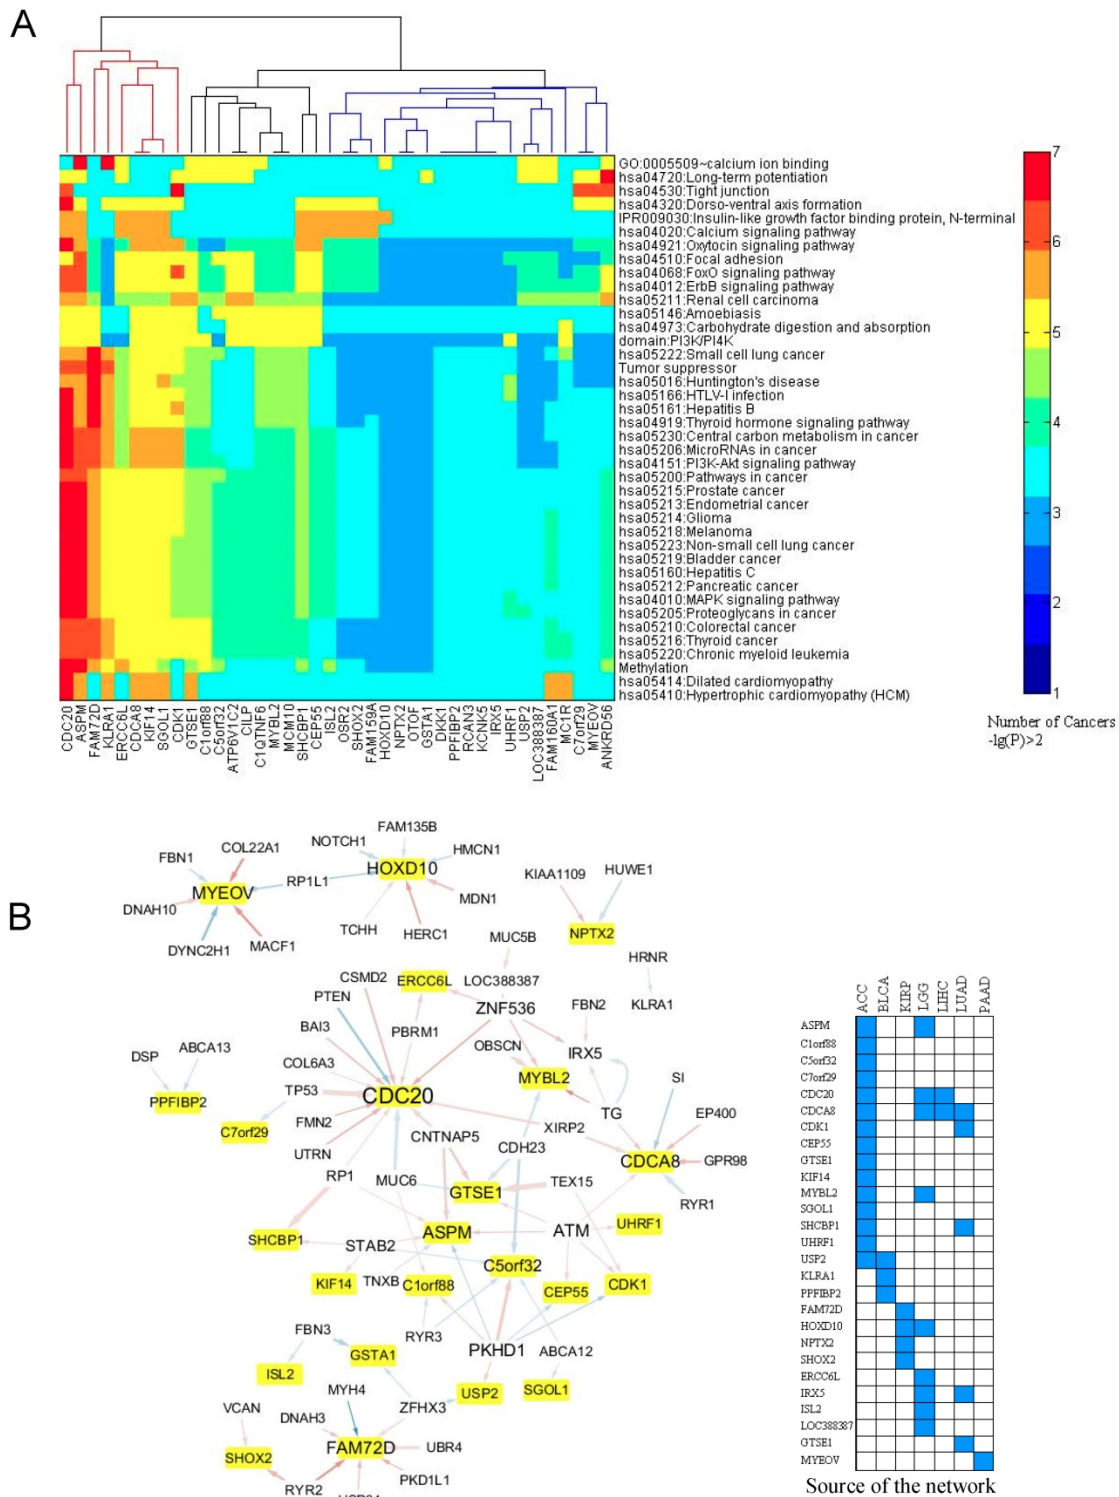 A
GO:0005509~calcium ion binding
hsa04720:Long-term potentiation
hsa04530:Tight junction
hsa04320:Dorso-ventral axis formation
IPR009030:Insulin-like growth factor binding protein, N-terminal
hsa04020:Calcium signaling pathway
hsa04921:Oxytocin signaling pathway
hsa04510:Focal adhesion
hsa04068:FoxO signaling pathway
hsa04012:ErbB signaling pathway
hsa05211:Renal cell carcinoma
hsa05146:Amoebiasis
hsa04973:Carbohydrate digestion and absorption
domain:PI3K/PI4K
hsa05222:Small cell lung cancer
Tumor suppressor
hsa05016:Huntington's disease
hsa05166:HTLV-I infection
hsa05161:Hepatitis B
hsa04919:Thyroid hormone signaling pathway
hsa05230:Central carbon metabolism in cancer
hsa05206:MicroRNAs in cancer
hsa04151:PI3K-Akt signaling pathway
hsa05200:Pathways in cancer
hsa05215:Prostate cancer
hsa05213:Endometrial cancer
hsa05214:Glioma
hsa05218:Melanoma
hsa05223:Non-small cell lung cancer
hsa05219:Bladder cancer
hsa05160:Hepatitis C
hsa05212:Pancreatic cancer
hsa04010:MAPK signaling pathway
hsa05205:Proteoglycans in cancer
hsa05210:Colorectal cancer
hsa05216:Thyroid cancer
hsa05220:Chronic myeloid leukemia
Methylation
hsa05414:Dilated cardiomyopathy
hsa05410:Hypertrophic cardiomyopathy (HCM)
7
6
5
4
3
2
1
Number of Cancers
-lg(P)>2
CDC20
ASPM
FAM72D
KLRA1
ERCC6L
CDCA8
KIF14
SGOL1
CDK1
GTSE1
C1orf88
C5orf32
ATP6V1C2
CILP
C1QTNF6
MYBL2
MCM10
SHCBP1
CEP55
ISL2
OSR2
SHOX2
FAM159A
HOXD10
NPTX2
OTOF
GSTA1
DKK1
PPFIBP2
RCAN3
KCNK5
IRX5
UHRF1
USP2
LOC388387
FAM160A1
MC1R
C7orf29
MYEOV
ANKRD56
B
FAM135B
NOTCH1
COL22A1
HMCN1
FBN1
HOXD10
RP1L1
MYEOV
KIAA1109
HUWE1
MDN1
DNAH10
TCHH
HERC1
NPTX2
DYNC2H1
MACF1
MUC5B
HRNR
CSMD2
ERCC6L
LOC388387
PTEN
ZNF536
FBN2
KLRA1
BAI3
PBRM1
OBSCN
IRX5
DSP
ABCA13
COL6A3
MYBL2
SI
TP53
CDC20
PPFIBP2
FMN2
TG
EP400
C7orf29
XIRP2
CNTNAP5
UTRN
CDH23
CDCA8
GPR98
RP1
MUC6
TEX15
GTSE1
RYR1
SHCBP1
ASPM
ATM
UHRF1
STAB2
C5orf32
KIF14
TNXB
C1orf88
CEP55
CDK1
FBN3
RYR3
PKHD1
ABCA12
GSTA1
ISL2
MYH4
USP2
SGOL1
VCAN
DNAH3
ZFHX3
SHOX2
FAM72D
UBR4
PKD1L1
RYR2
ACC
BLCA
KIRP
LGG
LIHC
LUAD
PAAD
ASPM
C1orf88
C5orf32
C7orf29
CDC20
CDCA8
CDK1
CEP55
GTSE1
KIF14
MYBL2
SGOL1
SHCBP1
UHRF1
USP2
KLRA1
PPFIBP2
FAM72D
HOXD10
NPTX2
SHOX2
ERCC6L
IRX5
ISL2
LOC388387
GTSE1
MYEOV
Source of the network